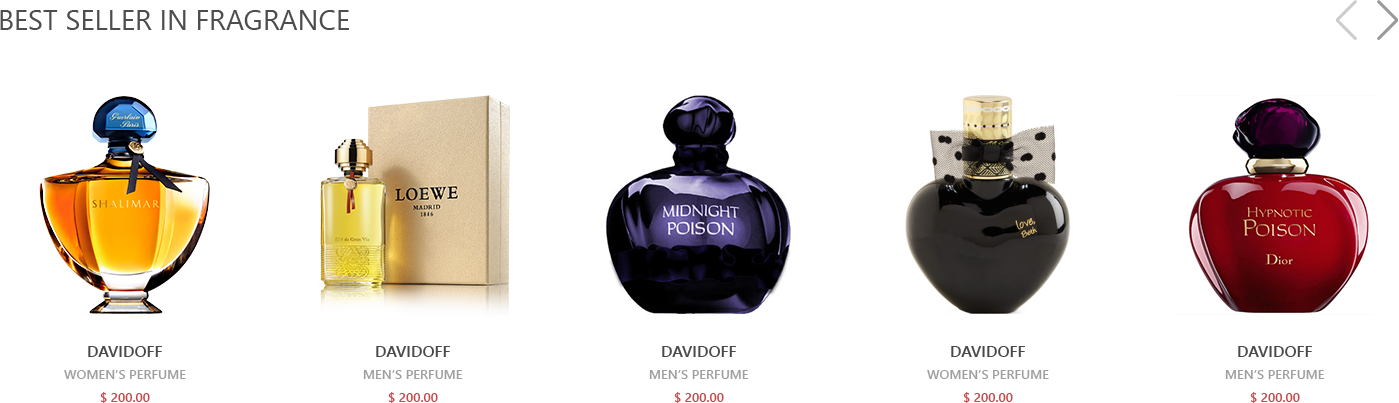 BEST SELLER IN FRAGRANCE
Guerlain
Paris
SHALIMAR
LOEWE
MADRID
1846
MIDNIGHT
POISON
love,
Beth
HYPNOTIC
POISON
Dior
DAVIDOFF
WOMEN'S PERFUME
$ 200.00
DAVIDOFF
MEN'S PERFUME
$ 200.00
DAVIDOFF
MEN'S PERFUME
$ 200.00
DAVIDOFF
WOMEN'S PERFUME
$ 200.00
DAVIDOFF
MEN'S PERFUME
$ 200.00